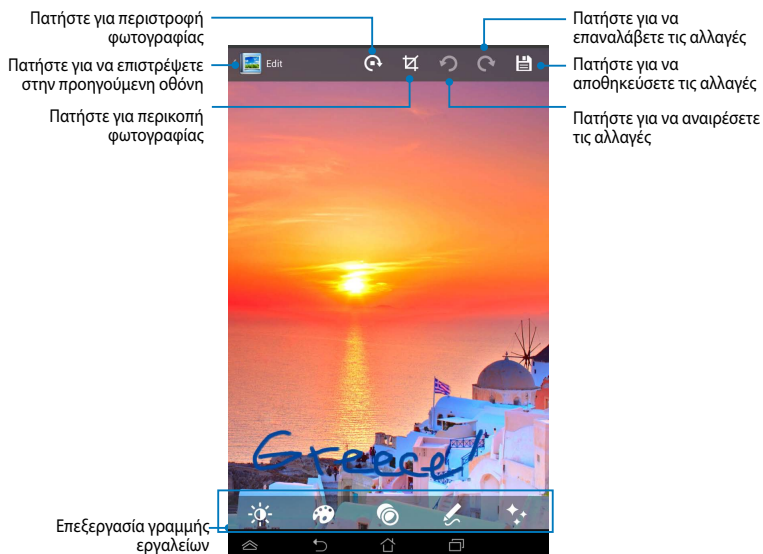 Πατήστε για περιστροφή
φωτογραφίας
Πατήστε για να επιστρέψετε
στην προηγούμενη οθόνη
Πατήστε για περικοπή
φωτογραφίας
Edit
Πατήστε για να
επαναλάβετε τις αλλαγές
Πατήστε για να
αποθηκεύσετε τις αλλαγές
Πατήστε για να αναιρέσετε
τις αλλαγές
Greece!
Επεξεργασία γραμμής
εργαλείων